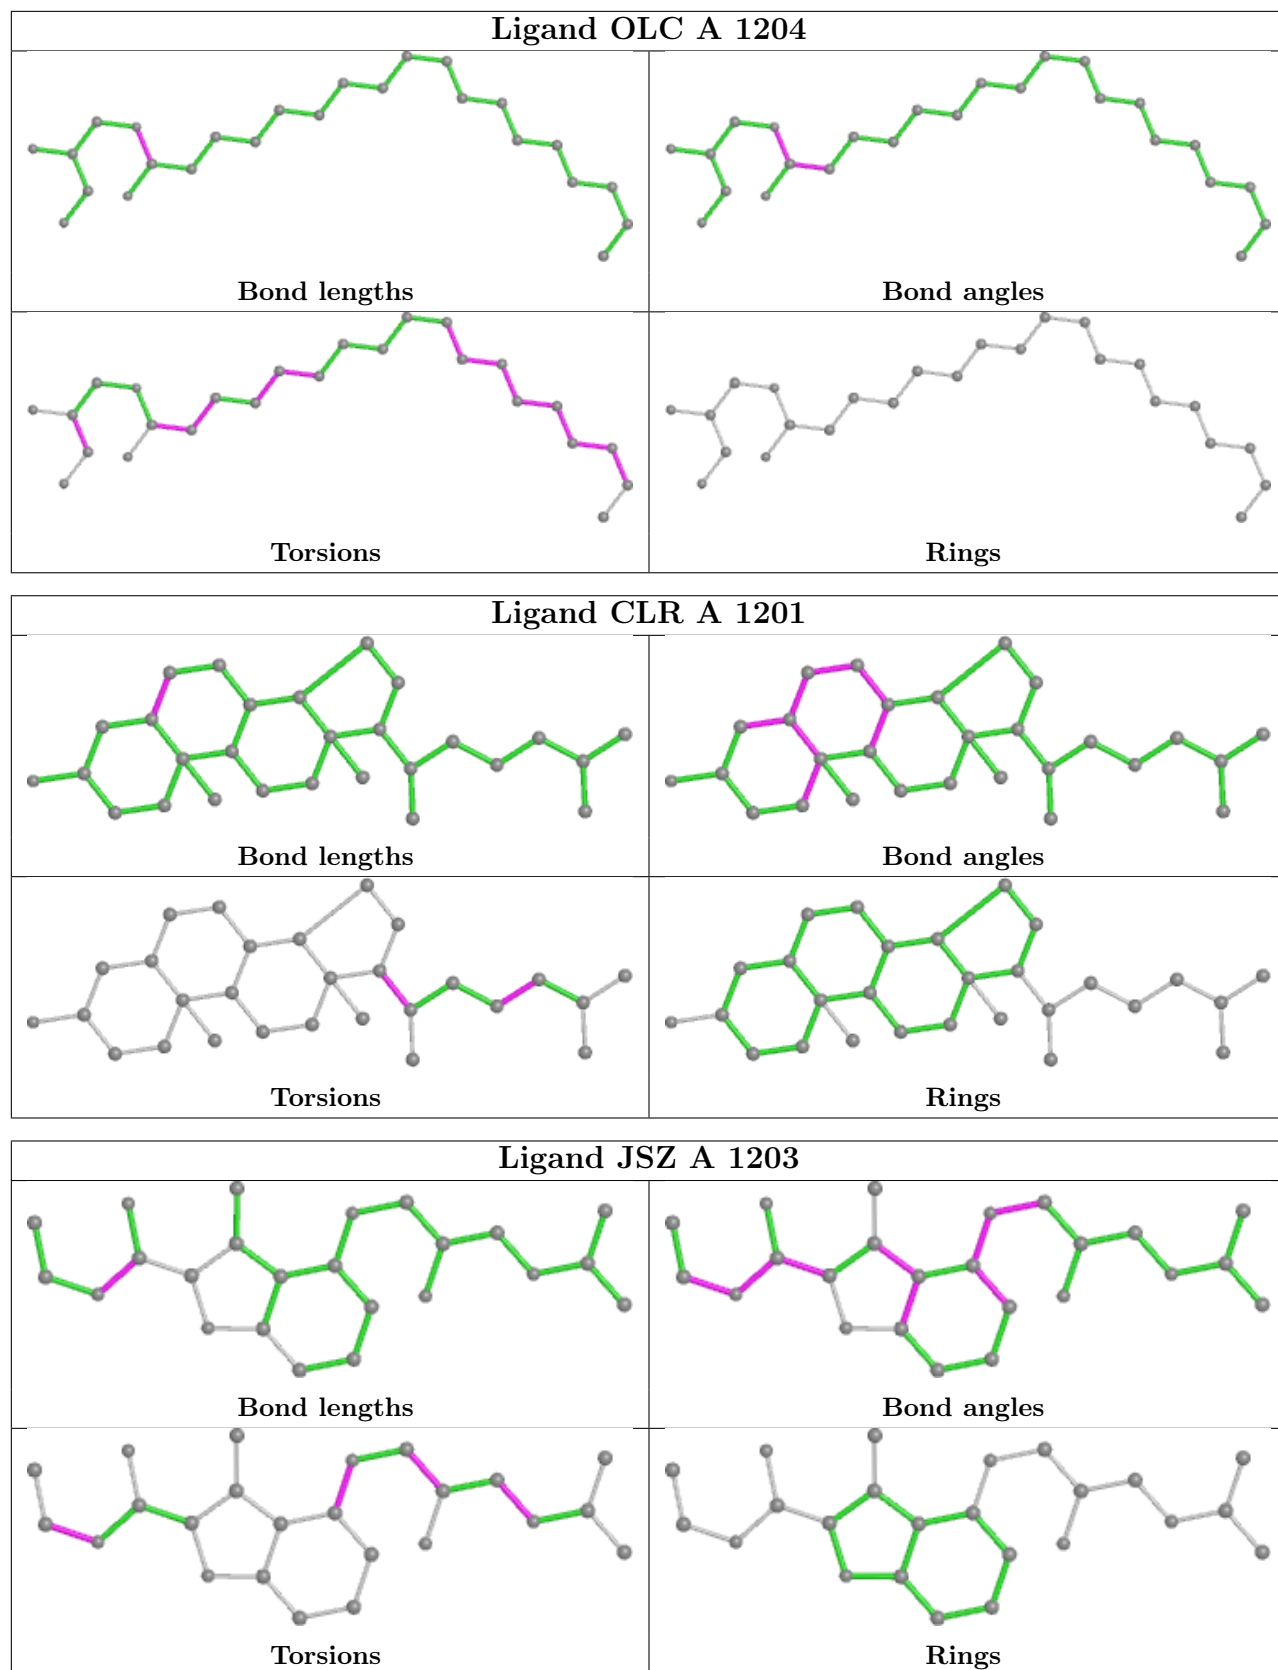 Ligand OLC A 1204
Bond lengths
Bond angles
Torsions
Rings
Ligand CLR A 1201
Bond lengths
Bond angles
Torsions
Rings
Ligand JSZ A 1203
Bond lengths
Bond angles
Torsions
Rings